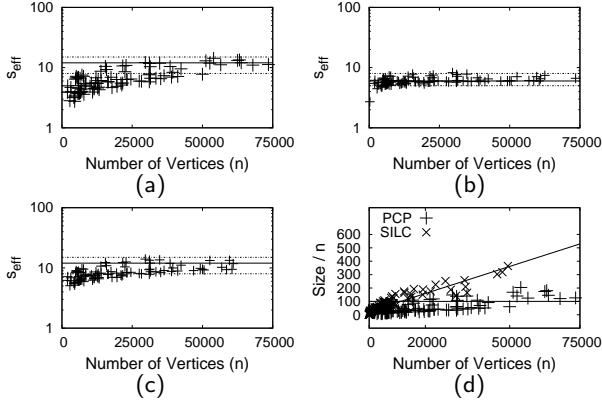 100
10
1
s_eff
0 25000 50000 75000
Number of Vertices (n)
(a)
100
10
1
s_eff
0 25000 50000 75000
Number of Vertices (n)
(b)
100
10
1
s_eff
0 25000 50000 75000
Number of Vertices (n)
(c)
600
500
400
300
200
100
0
Size / n
PCP
SILC
0 20000 50000 75000
Number of Vertices (n)
(d)